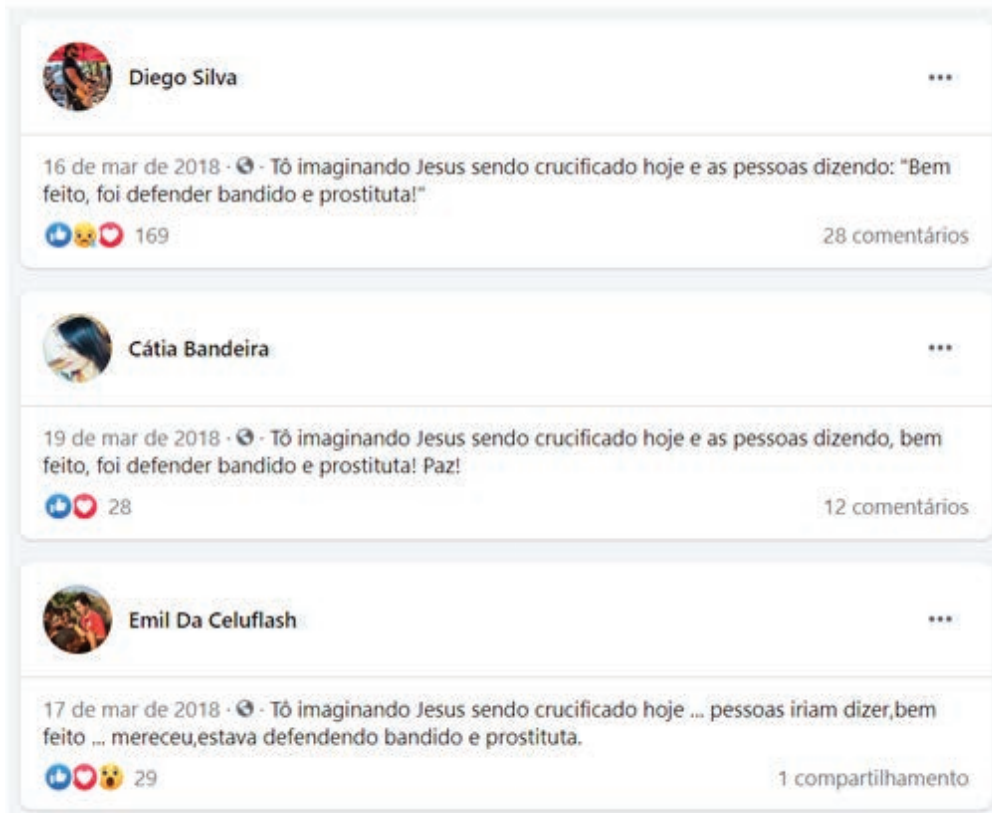 Diego Silva
16 de mar de 2018 · Tô imaginando Jesus sendo crucificado hoje e as pessoas dizendo: "Bem
feito, foi defender bandido e prostituta!"
169 28 comentários
Cátia Bandeira
19 de mar de 2018 · Tô imaginando Jesus sendo crucificado hoje e as pessoas dizendo, bem
feito, foi defender bandido e prostituta! Paz!
28 12 comentários
Emil Da Celuflash
17 de mar de 2018 · Tô imaginando Jesus sendo crucificado hoje ... pessoas iriam dizer,bem
feito ... mereceu,estava defendendo bandido e prostituta.
29 1 compartilhamento